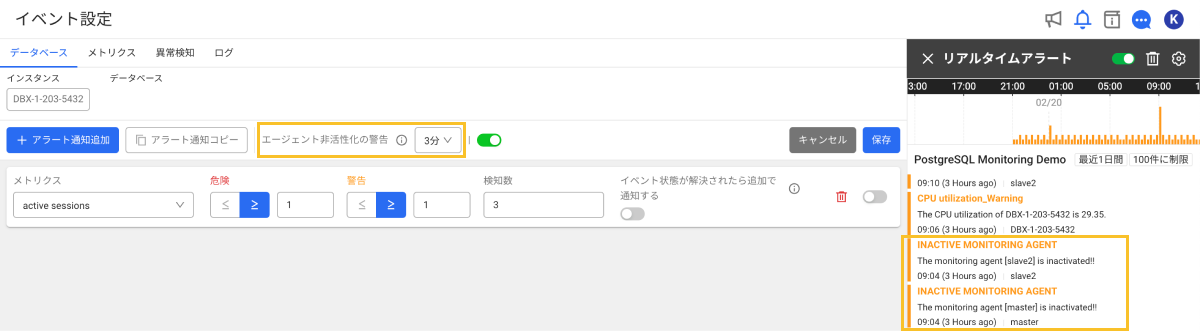 イベント設定
K
データベース メトリクス 異常検知 ログ
インスタンス データベース
DBX-1-203-5432
アラート通知追加 アラート通知コピー エージェント非活性化の警告 3分 キャンセル 保存
メトリクス 危険 警告 検知数 イベント状態が解決されたら追加で
通知する
active sessions ≤ ≥ 1 ≤ ≥ 1 3
リアルタイムアラート
3:00 17:00 21:00 01:00 05:00 09:00 1
02/20
PostgreSQL Monitoring Demo 最近1日間 100件に制限
09:10 (3 Hours ago) slave2
CPU utilization_Warning
The CPU utilization of DBX-1-203-5432 is 29.35.
09:06 (3 Hours ago) DBX-1-203-5432
INACTIVE MONITORING AGENT
The monitoring agent [slave2] is inactivated!!
09:04 (3 Hours ago) slave2
INACTIVE MONITORING AGENT
The monitoring agent [master] is inactivated!!
09:04 (3 Hours ago) master